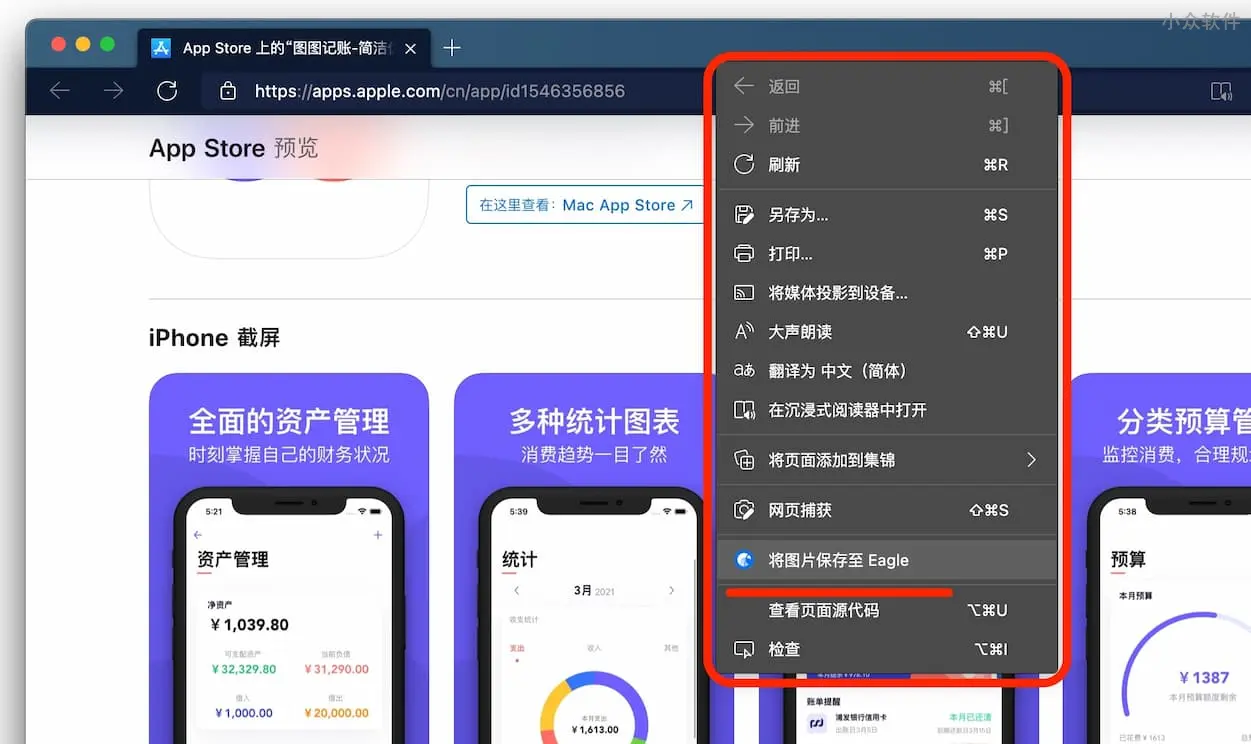 小众软件
App Store 上的“图图记账-简洁
https://apps.apple.com/cn/app/id1546356856
App Store 预览
在这里查看：Mac App Store
iPhone 截屏
返回 ⌘[
前进 ⌘]
刷新 ⌘R
另存为... ⌘S
打印... ⌘P
将媒体投影到设备...
大声朗读 ⇧⌘U
翻译为 中文（简体）
在沉浸式阅读器中打开
将页面添加到集锦
网页捕获 ⇧⌘S
将图片保存至 Eagle
查看页面源代码 ⌥⌘U
检查 ⌥⌘I
全面的资产管理
时刻掌握自己的财务状况
5:21
资产管理
净资产
¥ 1,039.80
可支配资产 当前负债
¥ 32,329.80 ¥ 31,290.00
借入 借出
¥ 1,000.00 ¥ 20,000.00
多种统计图表
消费趋势一目了然
5:39
统计
3月 2021
收支统计
支出 收入 其他
本月支出
¥ 1,613.00
账单提醒
浦发银行信用卡 本月已还清
出账日3月5日
分类预算管
监控消费，合理规
5:38
预算
本月预算
¥ 1387
本月预算额度剩余
已花费 ¥ 1613